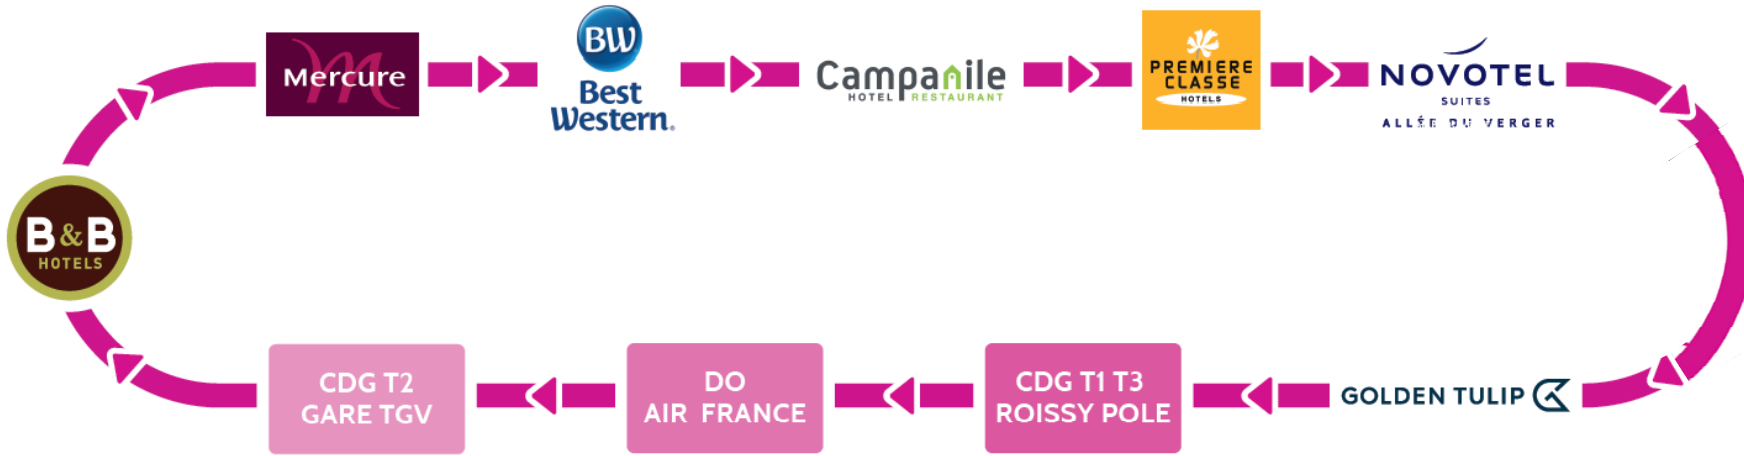 Mercure
BW
Best
Western.
Campanile
HOTEL RESTAURANT
PREMIERE
CLASSE
HOTELS
NOVOTEL
SUITES
ALLÉE DU VERGER
B&B
HOTELS
CDG T2
GARE TGV
DO
AIR FRANCE
CDG T1 T3
ROISSY POLE
GOLDEN TULIP